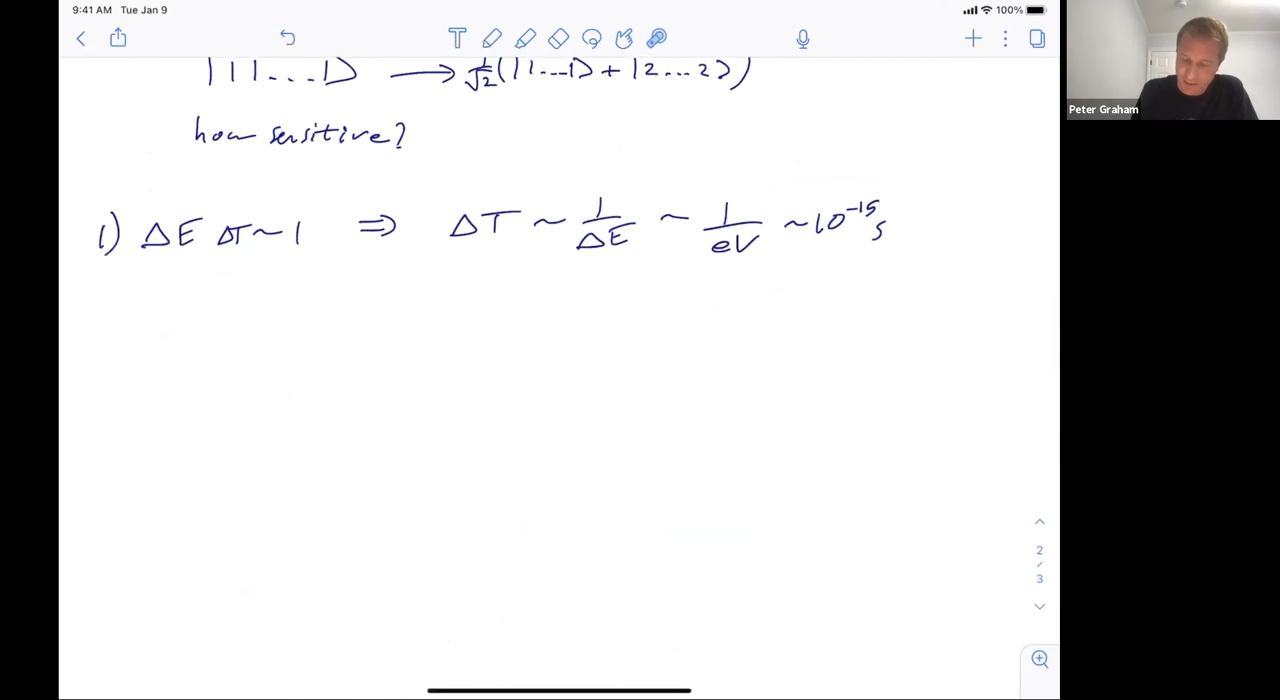 9:41 AM Tue Jan 9
100%
|11...1⟩ ⟶ 1/√2 (|1...1⟩ + |2...2⟩)
Peter Graham
how sensitive?
1) ΔE ΔT ~ 1 ⇒ ΔT ~ 1/ΔE ~ 1/eV ~ 10⁻¹⁵ s
2
/
3